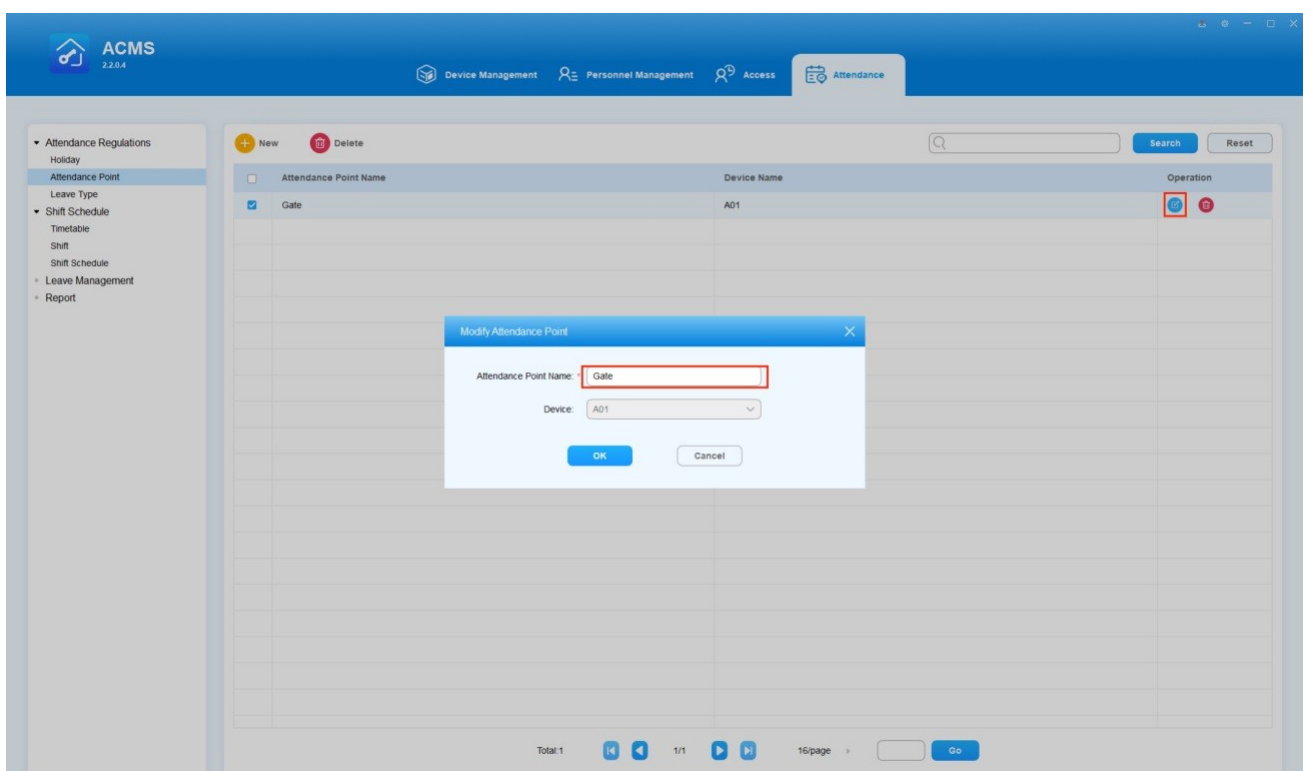 ACMS
2.2.0.4
Device Management Personnel Management Access Attendance
Attendance Regulations
Holiday
Attendance Point
Leave Type
Shift Schedule
Timetable
Shift
Shift Schedule
Leave Management
Report
New Delete Search Reset
Attendance Point Name Device Name Operation
Gate A01
Modify Attendance Point
Attendance Point Name: * Gate
Device: A01
OK Cancel
Total:1 1/1 16/page Go